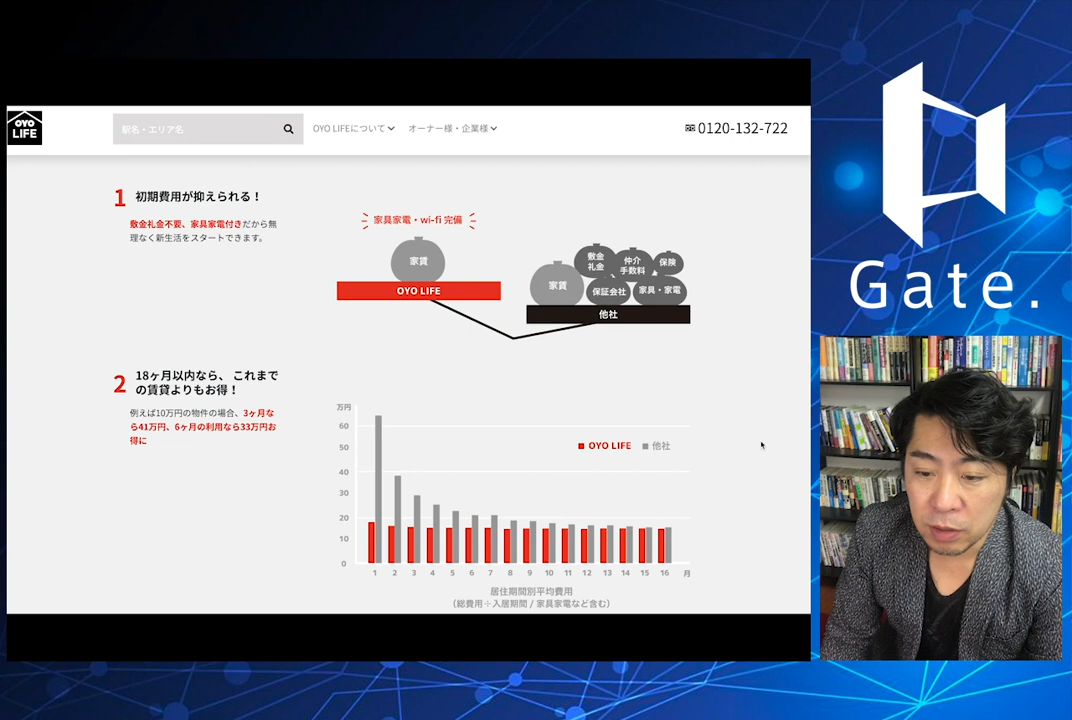 OYO
LIFE
駅名・エリア名
OYO LIFEについて
オーナー様・企業様
0120-132-722
1 初期費用が抑えられる！
敷金礼金不要、家具家電付きだから無
理なく新生活をスタートできます。
家具家電・wi-fi 完備
家賃
OYO LIFE
敷金
礼金
仲介
手数料
保険
家賃
保証会社
家具・家電
他社
2 18ヶ月以内なら、 これまで
の賃貸よりもお得！
例えば10万円の物件の場合、3ヶ月な
ら41万円、6ヶ月の利用なら33万円お
得に
万円
60
50
40
30
20
10
0
OYO LIFE 他社
1 2 3 4 5 6 7 8 9 10 11 12 13 14 15 16 月
居住期間別平均費用
（総費用÷入居期間 / 家具家電など含む）
Gate.